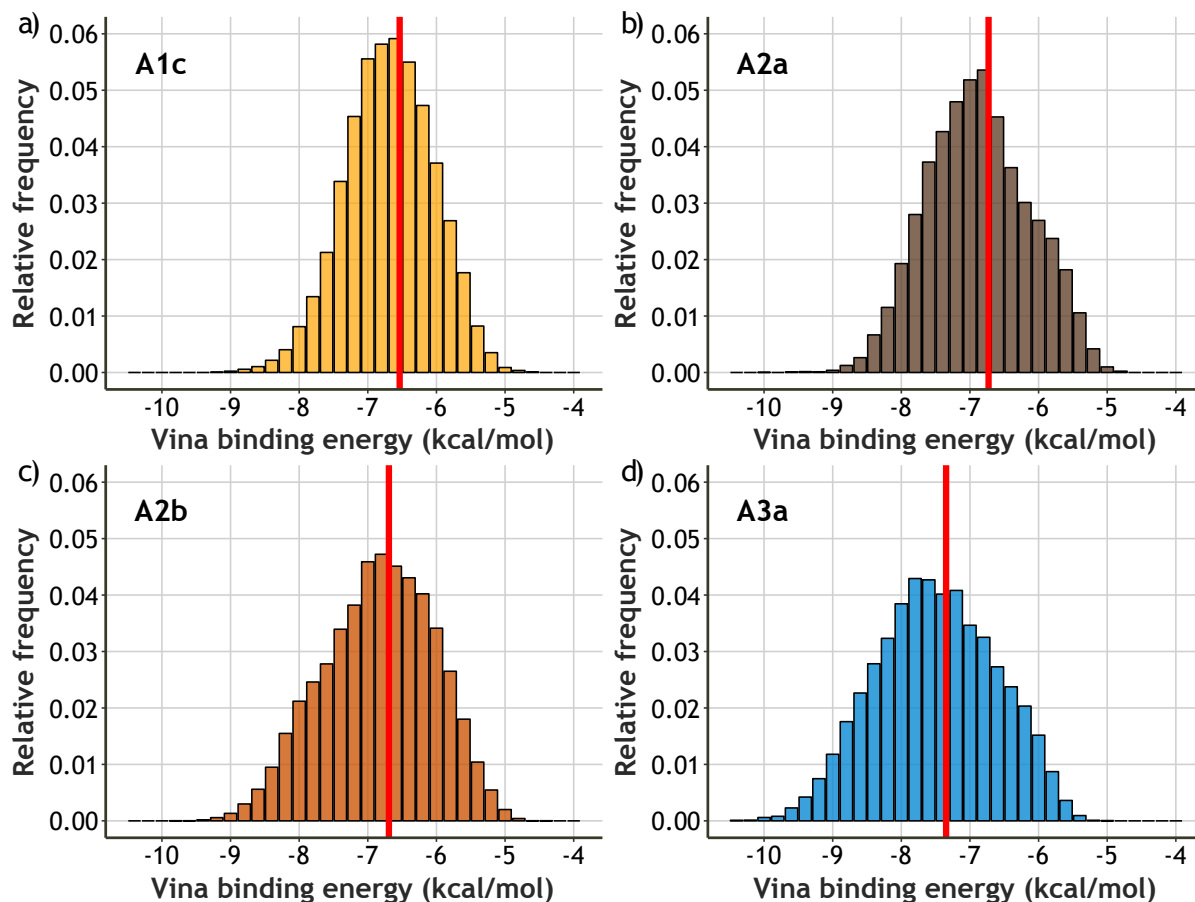 a)
A1c
Relative frequency
0.06
0.05
0.04
0.03
0.02
0.01
0.00
-10 -9 -8 -7 -6 -5 -4
Vina binding energy (kcal/mol)
b)
A2a
Relative frequency
0.06
0.05
0.04
0.03
0.02
0.01
0.00
-10 -9 -8 -7 -6 -5 -4
Vina binding energy (kcal/mol)
c)
A2b
Relative frequency
0.06
0.05
0.04
0.03
0.02
0.01
0.00
-10 -9 -8 -7 -6 -5 -4
Vina binding energy (kcal/mol)
d)
A3a
Relative frequency
0.06
0.05
0.04
0.03
0.02
0.01
0.00
-10 -9 -8 -7 -6 -5 -4
Vina binding energy (kcal/mol)